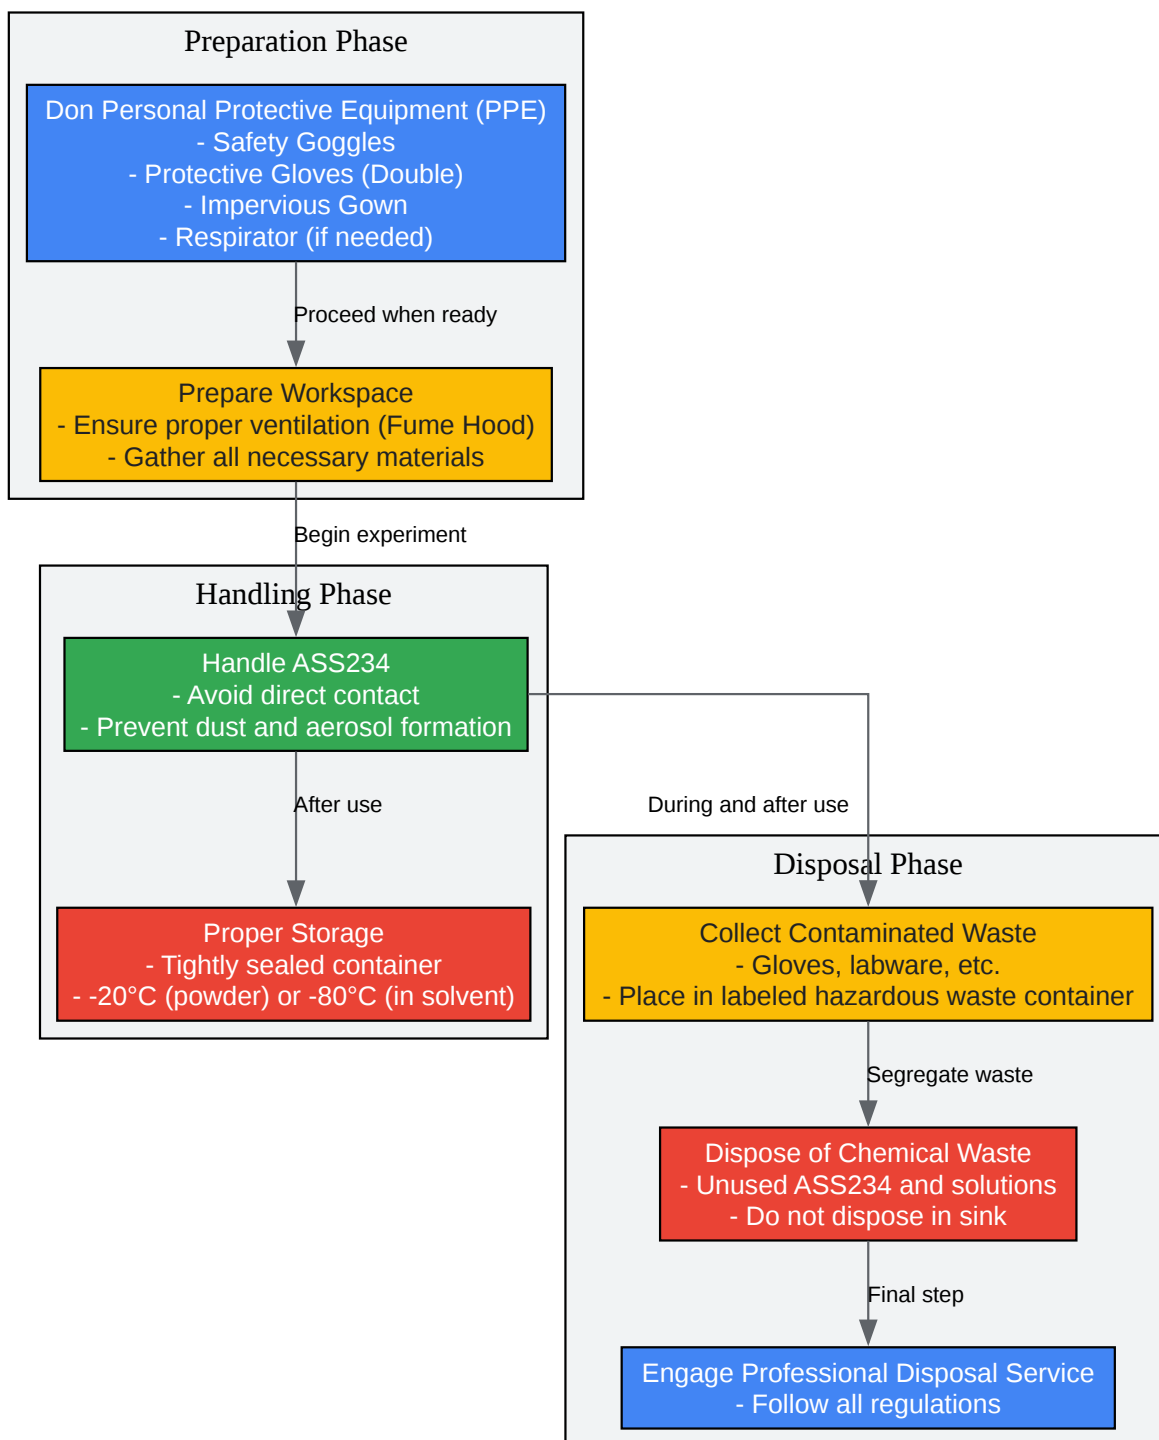 Preparation Phase
Don Personal Protective Equipment (PPE)
- Safety Goggles
- Protective Gloves (Double)
- Impervious Gown
- Respirator (if needed)
Proceed when ready
Prepare Workspace
- Ensure proper ventilation (Fume Hood)
- Gather all necessary materials
Begin experiment
Handling Phase
Handle ASS234
- Avoid direct contact
- Prevent dust and aerosol formation
After use
During and after use
Proper Storage
- Tightly sealed container
- -20°C (powder) or -80°C (in solvent)
Disposal Phase
Collect Contaminated Waste
- Gloves, labware, etc.
- Place in labeled hazardous waste container
Segregate waste
Dispose of Chemical Waste
- Unused ASS234 and solutions
- Do not dispose in sink
Final step
Engage Professional Disposal Service
- Follow all regulations